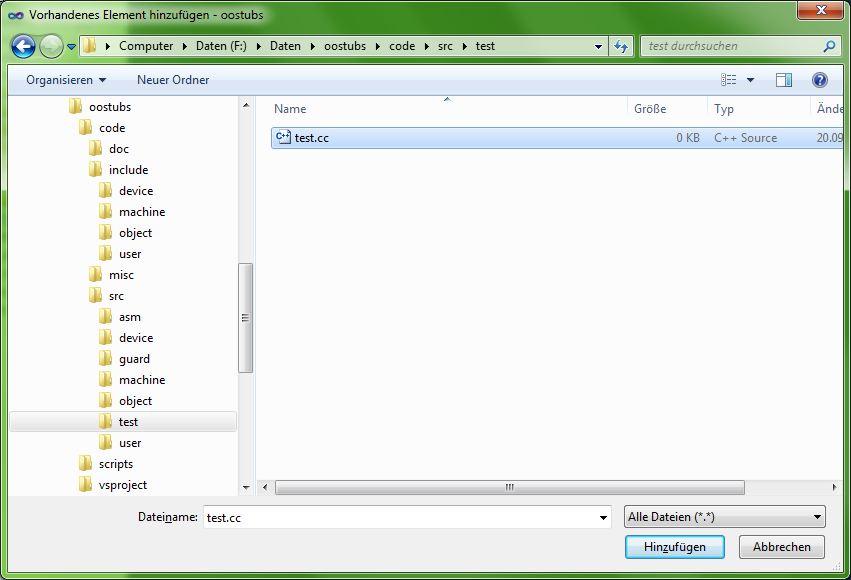 Vorhandenes Element hinzufügen - oostubs
Computer Daten (F:) Daten oostubs code src test
test durchsuchen
Organisieren Neuer Ordner
Name Größe Typ Ände
test.cc 0 KB C++ Source 20.09
oostubs
code
doc
include
device
machine
object
user
misc
src
asm
device
guard
machine
object
test
user
scripts
vsproject
Dateiname: test.cc Alle Dateien (*.*)
Hinzufügen Abbrechen